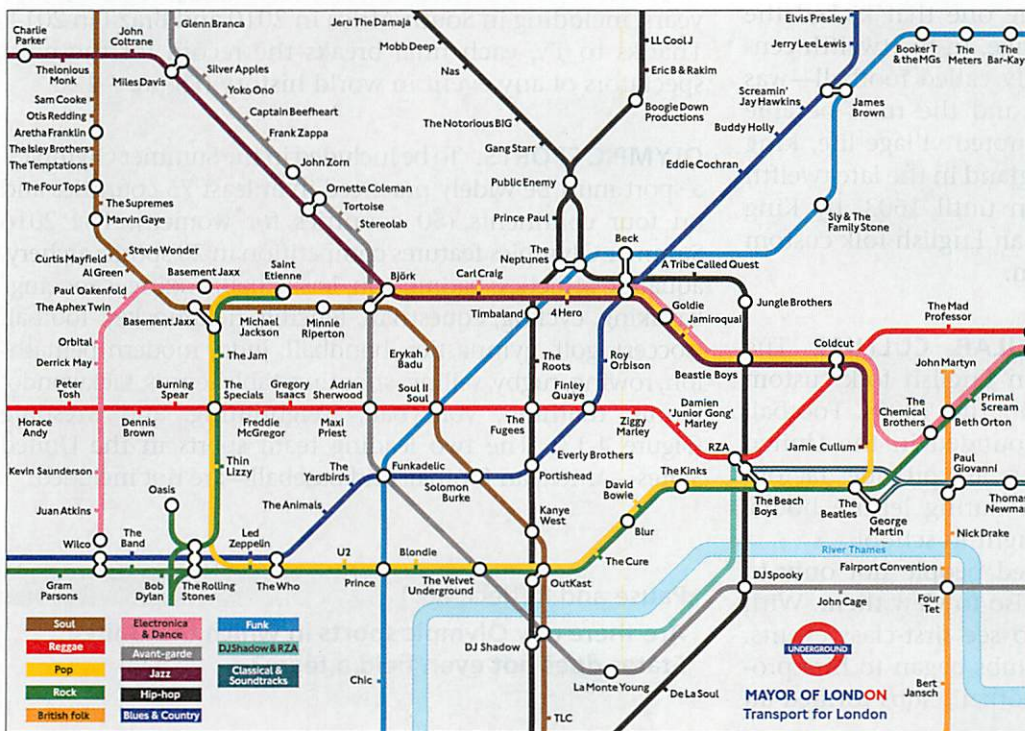 Glenn Branca
Jeru The Damaja
Elvis Presley
Charlie
Parker
John
Coltrane
Mobb Deep
LL Cool J
Jerry Lee Lewis
Booker T
& the MGs
The
Meters
The
Bar-Kay
Thelonious
Monk
Miles Davis
Silver Apples
Nas
Eric B & Rakim
Sam Cooke
Yoko Ono
Screamin'
Jay Hawkins
James
Brown
Otis Redding
Captain Beefheart
The Notorious BIG
Boogie Down
Productions
Aretha Franklin
Frank Zappa
Buddy Holly
The Isley Brothers
Gang Starr
The Temptations
John Zorn
Eddie Cochran
The Four Tops
Ornette Coleman
Public Enemy
The Supremes
Tortoise
Prince Paul
Sly & The
Family Stone
Marvin Gaye
Stereolab
Stevie Wonder
The
Neptunes
Beck
Curtis Mayfield
Al Green
Basement Jaxx
Saint
Etienne
Björk
Carl Craig
A Tribe Called Quest
Paul Oakenfold
The Aphex Twin
Basement Jaxx
Michael
Jackson
Minnie
Riperton
Timbaland
4 Hero
Goldie
Jamiroquai
Jungle Brothers
The Mad
Professor
Orbital
The Jam
Erykah
Badu
The
Roots
Roy
Orbison
Beastie Boys
Coldcut
Peter
Tosh
Burning
Spear
The
Specials
Gregory
Isaacs
Adrian
Sherwood
Soul II
Soul
Finley
Quaye
Ziggy
Marley
Damien
'Junior Gong'
Marley
The
Chemical
Brothers
Primal
Scream
Beth Orton
Horace
Andy
Dennis
Brown
Freddie
McGregor
Maxi
Priest
The
Fugees
Everly Brothers
RZA
Jamie Cullum
Kevin Saunderson
Thin
Lizzy
The
Yardbirds
Funkadelic
Solomon
Burke
Portishead
The Kinks
Paul
Giovanni
Oasis
David
Bowie
The Beach
Boys
The
Beatles
George
Martin
Thomas
Newman
Juan Atkins
The Animals
Kanye
West
Blur
Nick Drake
Wilco
The
Band
Led
Zeppelin
U2
Blondie
The Cure
River Thames
Fairport Convention
Gram
Parsons
Bob
Dylan
The Rolling
Stones
The Who
Prince
The Velvet
Underground
OutKast
DJ Spooky
John Cage
Four
Tet
Soul
Reggae
Pop
Rock
British folk
Electronica
& Dance
Avant-garde
Jazz
Hip-hop
Blues & Country
Funk
DJ Shadow & RZA
Classical &
Soundtracks
DJ Shadow
Chic
La Monte Young
De La Soul
TLC
UNDERGROUND
MAYOR OF LONDON
Transport for London
Bert
Jansch